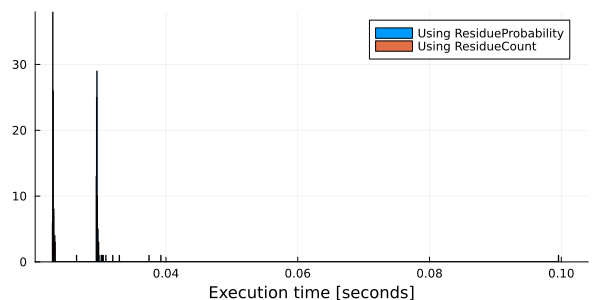 Using ResidueProbability
Using ResidueCount
30
20
10
0
0.04 0.06 0.08 0.10
Execution time [seconds]